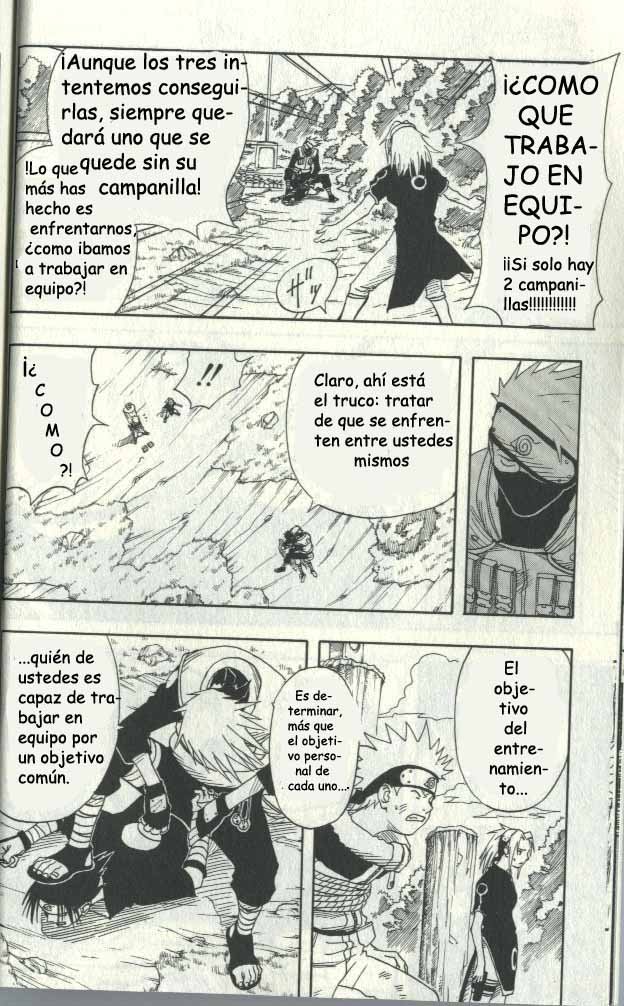 ¡¿COMO
QUE
TRABA-
JO EN
EQUI-
PO?!
¡¡Si solo hay
2 campani-
llas!!!!!!!!!!!!
¡Aunque los tres in-
tentemos consegui-
rlas, siempre que-
dará uno que se
quede sin su
campanilla!
!Lo que
más has
hecho es
enfrentarnos,
¿como ibamos
a trabajar en
equipo?!
Claro, ahí está
el truco: tratar
de que se enfren-
ten entre ustedes
mismos
!!
¡¿
C
O
M
O
?!
El
obje-
tivo
del
entre-
namien-
to...
Es de-
terminar,
más que
el objeti-
vo perso-
nal de
cada uno...
...quién de
ustedes es
capaz de tra-
bajar en
equipo por
un objetivo
común.